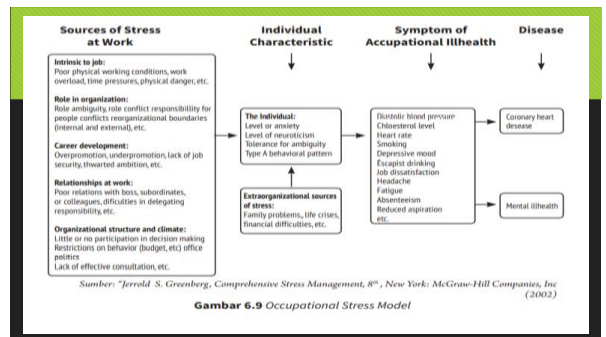 Sources of Stress
at Work
Individual
Characteristic
Symptom of
Accupational Illhealth
Disease
Intrinsic to job:
Poor physical working conditions, work
overload, time pressures, physical danger, etc.
Role in organization:
Role ambiguity, role conflict responsibility for
people conflicts reorganizational boundaries
(internal and external), etc.
Career development:
Overpromotion, underpromotion, lack of job
security, thwarted ambition, etc.
Relationships at work:
Poor relations with boss, subordinates,
or colleagues, dificulties in delegating
responsibility, etc.
Organizational structure and climate:
Little or no participation in decision making
Restrictions on behavior (budget, etc) office
politics
Lack of effective consultation, etc.
The Individual:
Level or anxiety
Level of neuroticism
Tolerance for ambiguity
Type A behavioral pattern
Extraorganizational sources
of stress:
Family problems, life crises,
financial difficulties, etc.
Diastolic blood pressure
Chloesterol level
Heart rate
Smoking
Depressive mood
Escapist drinking
Job dissatisfaction
Headache
Fatigue
Absenteeism
Reduced aspiration
etc.
Coronary heart
desease
Mental illhealth
Sumber: "Jerrold S. Greenberg, Comprehensive Stress Management, 8th, New York: McGraw-Hill Companies, Inc
(2002)
Gambar 6.9 Occupational Stress Model